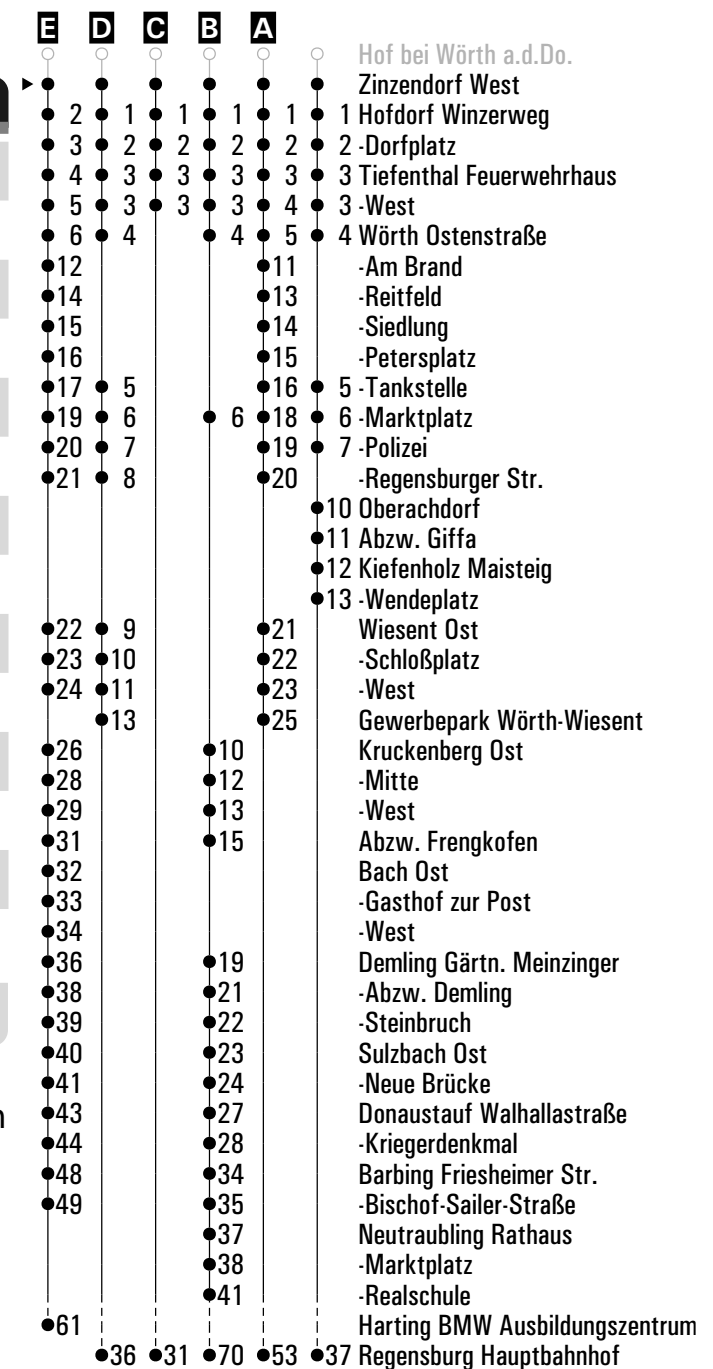 E D C B A
Hof bei Wörth a.d.Do.
Zinzendorf West
2 1 1 1 1 1 Hofdorf Winzerweg
3 2 2 2 2 2 -Dorfplatz
4 3 3 3 3 3 Tiefenthal Feuerwehrhaus
5 3 3 3 4 3 -West
6 4 4 5 4 Wörth Ostenstraße
12 11 -Am Brand
14 13 -Reitfeld
15 14 -Siedlung
16 15 -Petersplatz
17 5 16 5 -Tankstelle
19 6 6 18 6 -Marktplatz
20 7 19 7 -Polizei
21 8 20 -Regensburger Str.
10 Oberachdorf
11 Abzw. Giffa
12 Kiefenholz Maisteig
13 -Wendeplatz
22 9 21 Wiesent Ost
23 10 22 -Schloßplatz
24 11 23 -West
13 25 Gewerbepark Wörth-Wiesent
26 10 Kruckenberg Ost
28 12 -Mitte
29 13 -West
31 15 Abzw. Frengkofen
32 Bach Ost
33 -Gasthof zur Post
34 -West
36 19 Demling Gärtn. Meinzinger
38 21 -Abzw. Demling
39 22 -Steinbruch
40 23 Sulzbach Ost
41 24 -Neue Brücke
43 27 Donaustauf Walhallastraße
44 28 -Kriegerdenkmal
48 34 Barbing Friesheimer Str.
49 35 -Bischof-Sailer-Straße
37 Neutraubling Rathaus
38 -Marktplatz
41 -Realschule
61 Harting BMW Ausbildungszentrum
36 31 70 53 37 Regensburg Hauptbahnhof